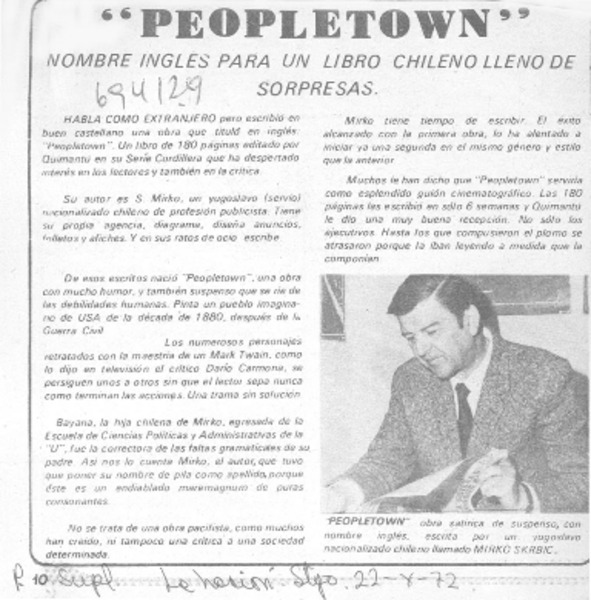 “PEOPLETOWN”
NOMBRE INGLES PARA UN LIBRO CHILENO LLENO DE
SORPRESAS.
694129
HABLA COMO EXTRANJERO pero escribió en
buen castellano una obra que tituló en inglés:
"Peopletown". Un libro de 180 páginas editado por
Quimantú en su Serie Cordillera que ha despertado
interés en los lectores y también en la crítica.
Su autor es S. Mirko, un yugoslavo (servio)
nacionalizado chileno de profesión publicista. Tiene
su propia agencia, diagrama, diseña anuncios,
folletos y afiches. Y en sus ratos de ocio escribe.
De esos escritos nació "Peopletown", una obra
con mucho humor, y también suspenso que se ríe de
las debilidades humanas. Pinta un pueblo imagina-
rio de USA de la década de 1880, después de la
Guerra Civil
Los numerosos personajes
retratados con la maestría de un Mark Twain, como
lo dijo en televisión el crítico Darío Carmona, se
persiguen unos a otros sin que el lector sepa nunca
como terminan las acciones. Una trama sin solución
Bayana, la hija chilena de Mirko, egresada de la
Escuela de Ciencias Políticas y Administrativas de la
"U", fue la correctora de las faltas gramaticales de su
padre. Así nos lo cuenta Mirko, el autor, que tuvo
que poner su nombre de pila como apellido, porque
éste es un endiablado maremagnum de puras
consonantes.
No se trata de una obra pacifista, como muchos
han creído, ni tampoco una crítica a una sociedad
determinada.
Mirko tiene tiempo de escribir. El éxito
alcanzado con la primera obra, lo ha alentado a
iniciar ya una segunda en el mismo género y estilo
que la anterior
Muchos le han dicho que "Peopletown" serviría
como espléndido guión cinematográfico. Las 180
páginas las escribió en sólo 6 semanas y Quimantú
le dio una muy buena recepción. No sólo los
ejecutivos. Hasta los que compusieron el plomo se
atrasaron porque la iban leyendo a medida que la
componían.
"PEOPLETOWN" obra satírica de suspenso, con
nombre inglés, escrita por un yugoslavo
nacionalizado chileno llamado MIRKO SKRBIC.
P 10 Supl. La Nación Stgo. 22-X-72